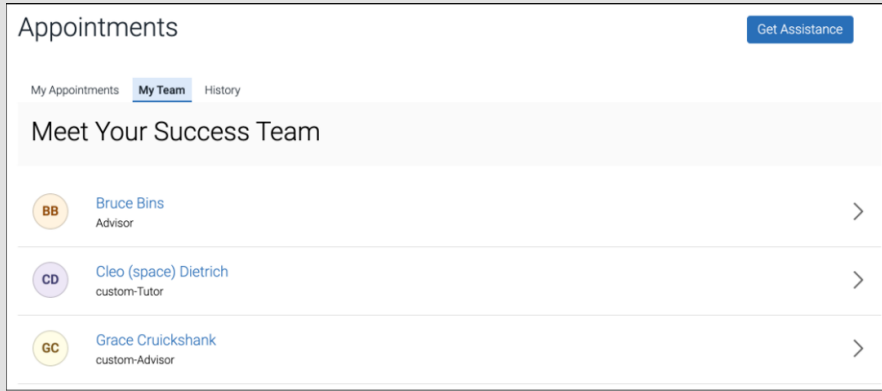 Appointments
Get Assistance
My Appointments My Team History
Meet Your Success Team
BB
Bruce Bins
Advisor
CD
Cleo (space) Dietrich
custom-Tutor
GC
Grace Cruickshank
custom-Advisor